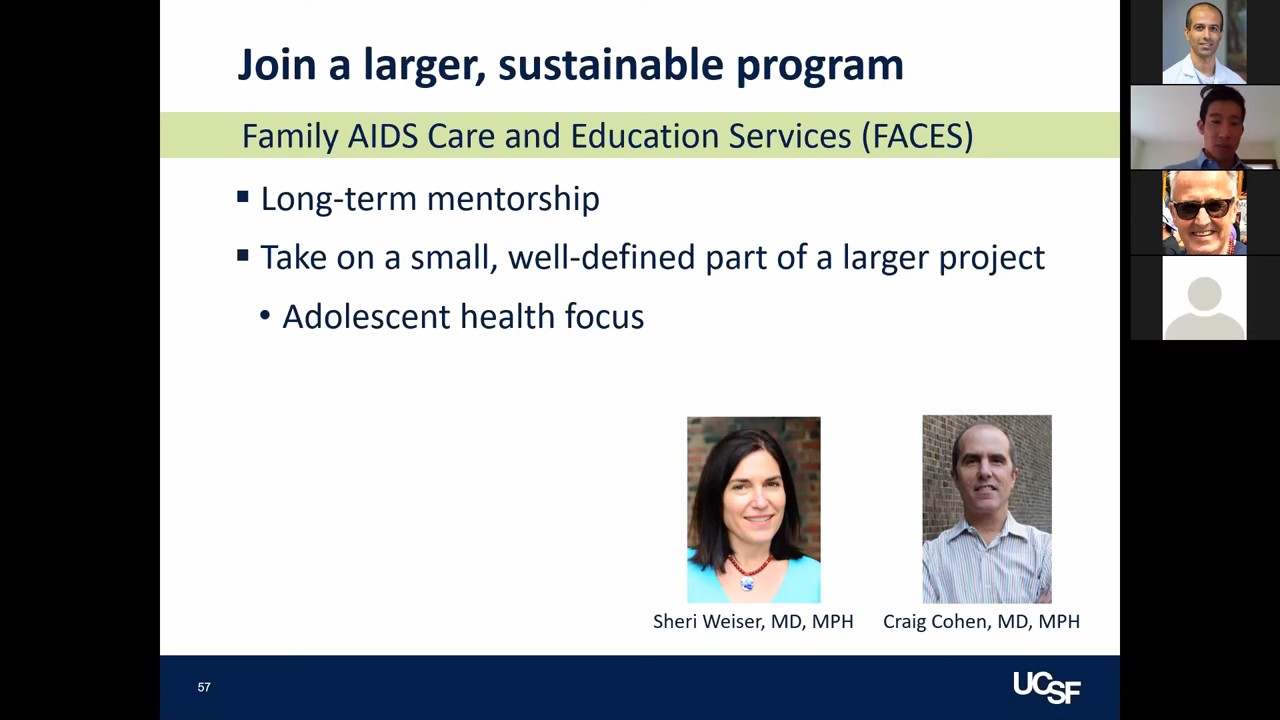 Join a larger, sustainable program
Family AIDS Care and Education Services (FACES)
▪ Long-term mentorship
▪ Take on a small, well-defined part of a larger project
• Adolescent health focus
Sheri Weiser, MD, MPH
Craig Cohen, MD, MPH
57
UCSF